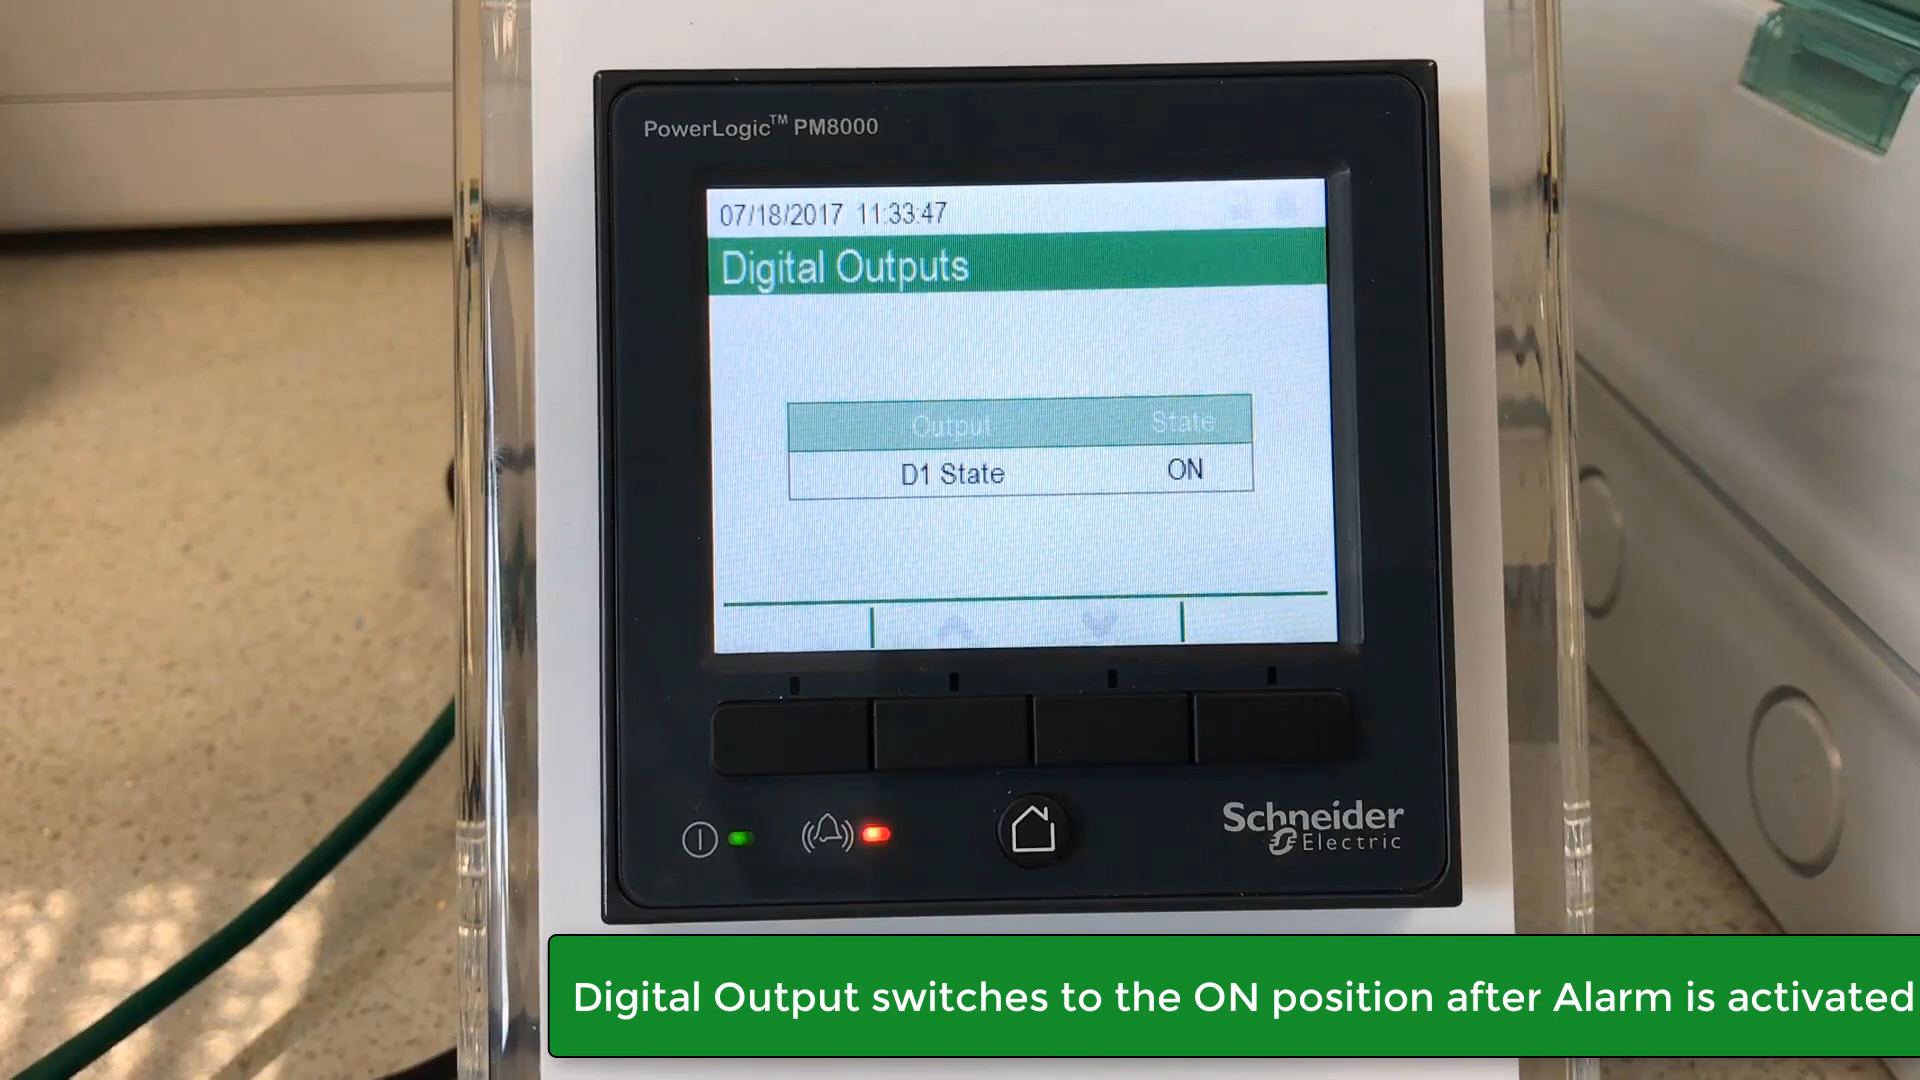 PowerLogic™ PM8000
07/18/2017 11:33:47
Digital Outputs
Output State
D1 State ON
Schneider
Electric
Digital Output switches to the ON position after Alarm is activated